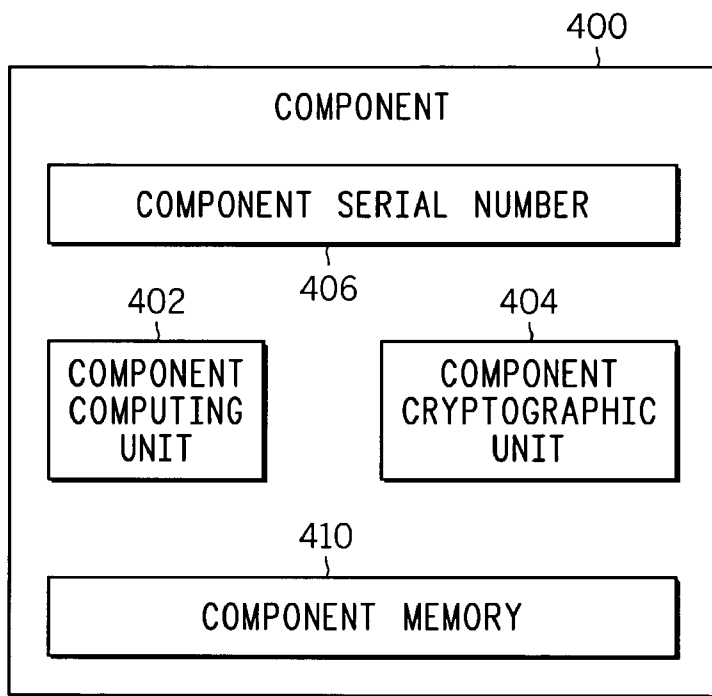 400
COMPONENT
COMPONENT SERIAL NUMBER
406
402
COMPONENT
COMPUTING
UNIT
404
COMPONENT
CRYPTOGRAPHIC
UNIT
410
COMPONENT MEMORY